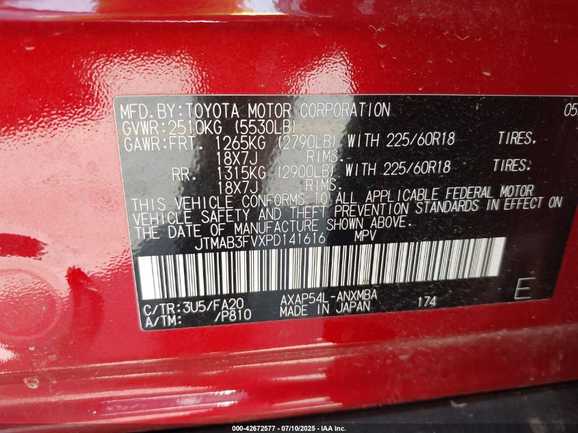 MFD.BY:TOYOTA MOTOR CORPORATION 05
GVWR:2510KG (5530LB)
GAWR:FRT. 1265KG (2790LB) WITH 225/60R18 TIRES.
18X7J RIMS.
RR. 1315KG (2900LB) WITH 225/60R18 TIRES.
18X7J RIMS.
THIS VEHICLE CONFORMS TO ALL APPLICABLE FEDERAL MOTOR
VEHICLE SAFETY AND THEFT PREVENTION STANDARDS IN EFFECT ON
THE DATE OF MANUFACTURE SHOWN ABOVE.
JTMAB3FVXPD141616 MPV
C/TR:3U5/FA20 AXAP54L-ANXMBA
A/TM: /P810 MADE IN JAPAN 174 E
000-42672577 - 07/10/2025 - IAA Inc.